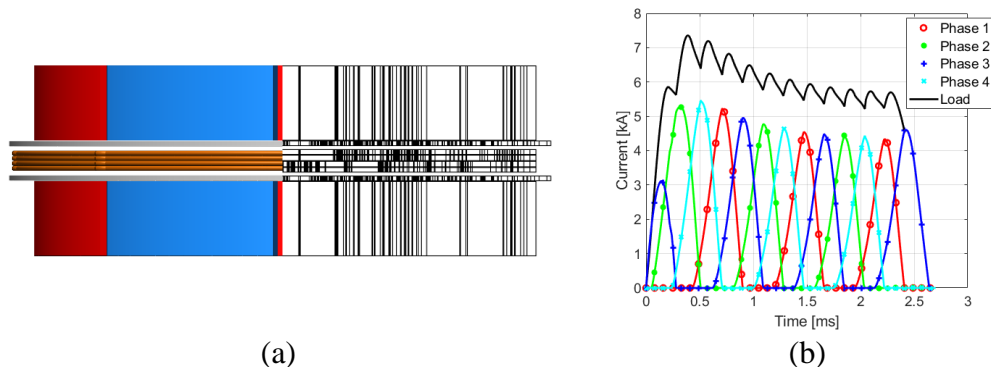 8
7
6
5
4
3
2
1
0
Current [kA]
Phase 1
Phase 2
Phase 3
Phase 4
Load
0 0.5 1 1.5 2 2.5 3
Time [ms]
(a) (b)